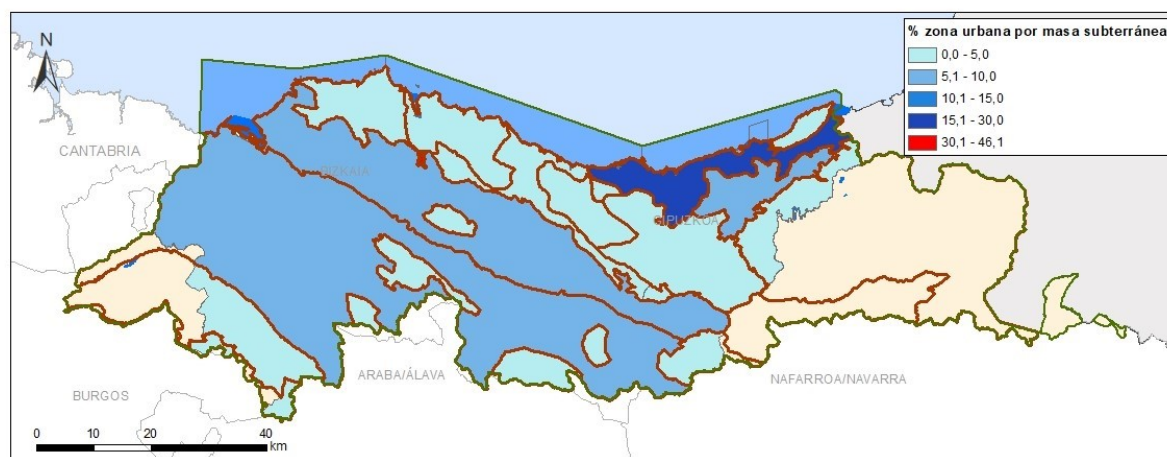 N
% zona urbana por masa subterránea
0,0 - 5,0
5,1 - 10,0
10,1 - 15,0
15,1 - 30,0
30,1 - 46,1
CANTABRIA
BIZKAIA
GIPUZKOA
ARABA/ÁLAVA
NAFARROA/NAVARRA
BURGOS
0 10 20 40
km